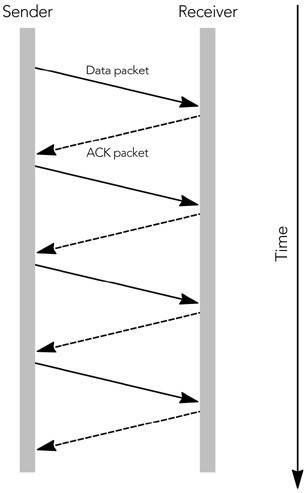 Sender
Receiver
Data packet
ACK packet
Time